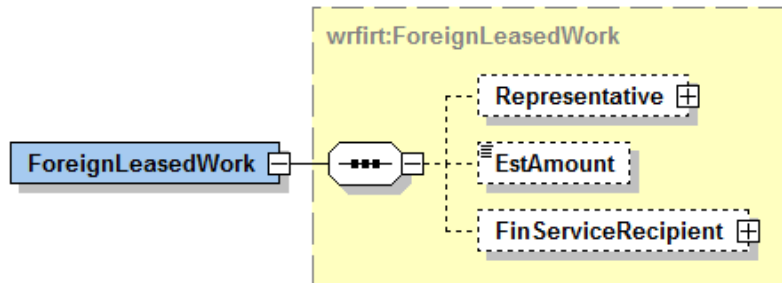 wrfirt:ForeignLeasedWork
Representative
ForeignLeasedWork
EstAmount
FinServiceRecipient